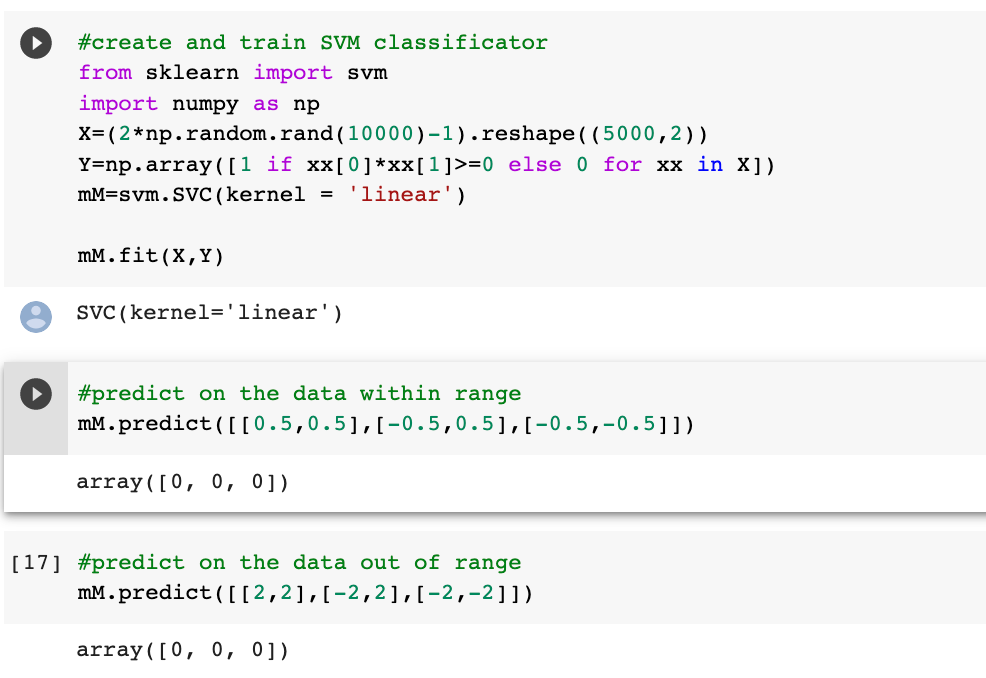 #create and train SVM classificator
from sklearn import svm
import numpy as np
X=(2*np.random.rand(10000)-1).reshape((5000,2))
Y=np.array([1 if xx[0]*xx[1]>=0 else 0 for xx in X])
mM=svm.SVC(kernel = 'linear')
mM.fit(X,Y)
SVC(kernel='linear')
#predict on the data within range
mM.predict([[0.5,0.5],[-0.5,0.5],[-0.5,-0.5]])
array([0, 0, 0])
[17] #predict on the data out of range
mM.predict([[2,2],[-2,2],[-2,-2]])
array([0, 0, 0])